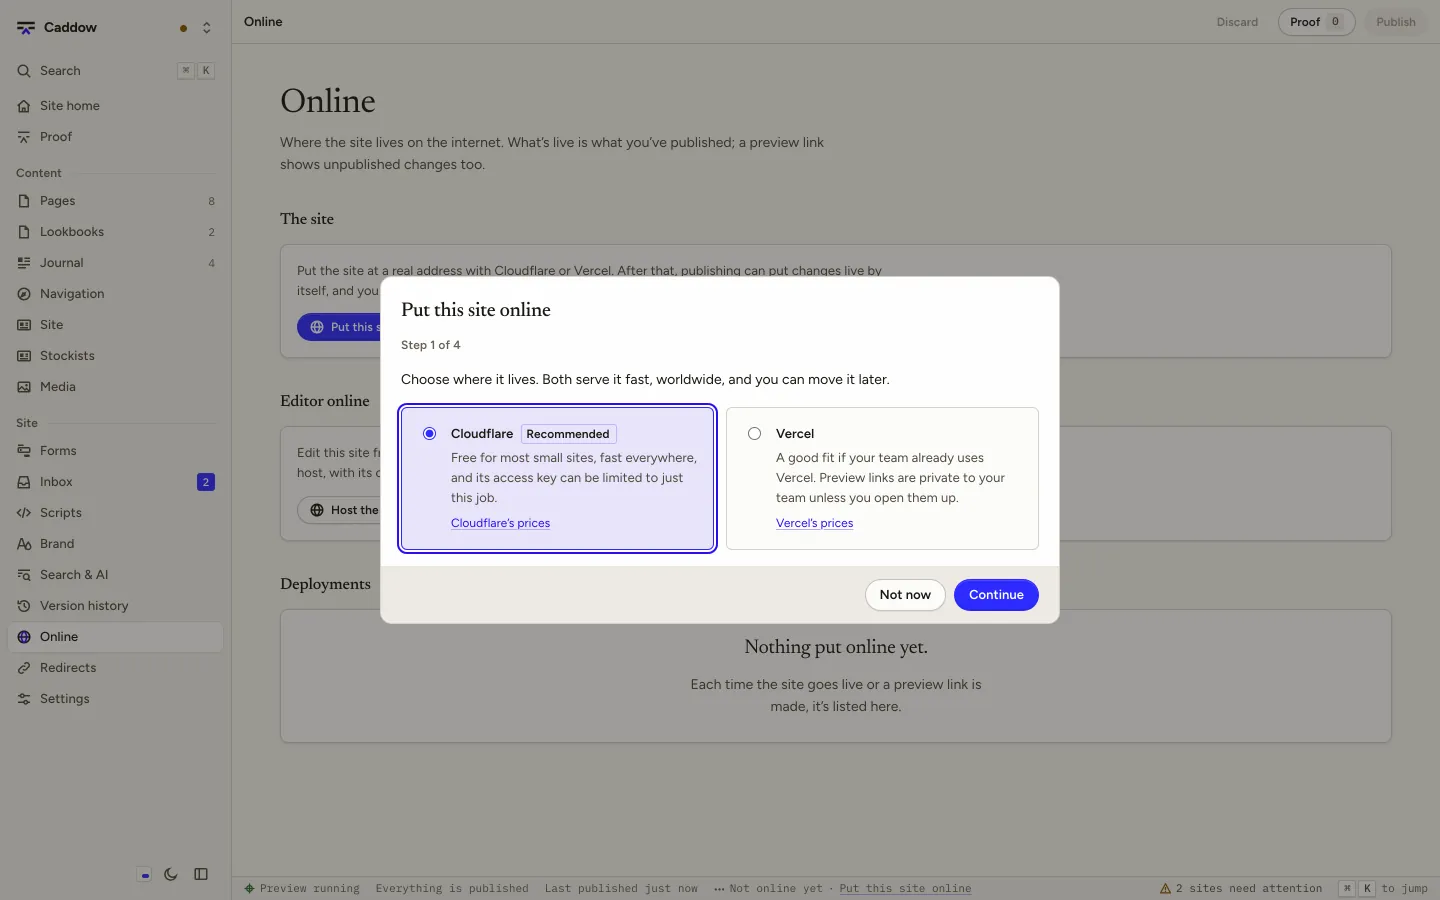 Caddow
Search
⌘ K
Site home
Proof
Content
Pages 8
Lookbooks 2
Journal 4
Navigation
Site
Stockists
Media
Site
Forms
Inbox 2
Scripts
Brand
Search & AI
Version history
Online
Redirects
Settings
Online
Discard
Proof 0
Publish
Online
Where the site lives on the internet. What’s live is what you’ve published; a preview link
shows unpublished changes too.
The site
Put the site at a real address with Cloudflare or Vercel. After that, publishing can put changes live by
itself, and you
Put this s
Editor online
Edit this site fr
host, with its c
Host the
Deployments
Nothing put online yet.
Each time the site goes live or a preview link is
made, it’s listed here.
Put this site online
Step 1 of 4
Choose where it lives. Both serve it fast, worldwide, and you can move it later.
Cloudflare Recommended
Free for most small sites, fast everywhere,
and its access key can be limited to just
this job.
Cloudflare’s prices
Vercel
A good fit if your team already uses
Vercel. Preview links are private to your
team unless you open them up.
Vercel’s prices
Not now
Continue
Preview running Everything is published Last published just now ••• Not online yet · Put this site online
2 sites need attention ⌘ K to jump